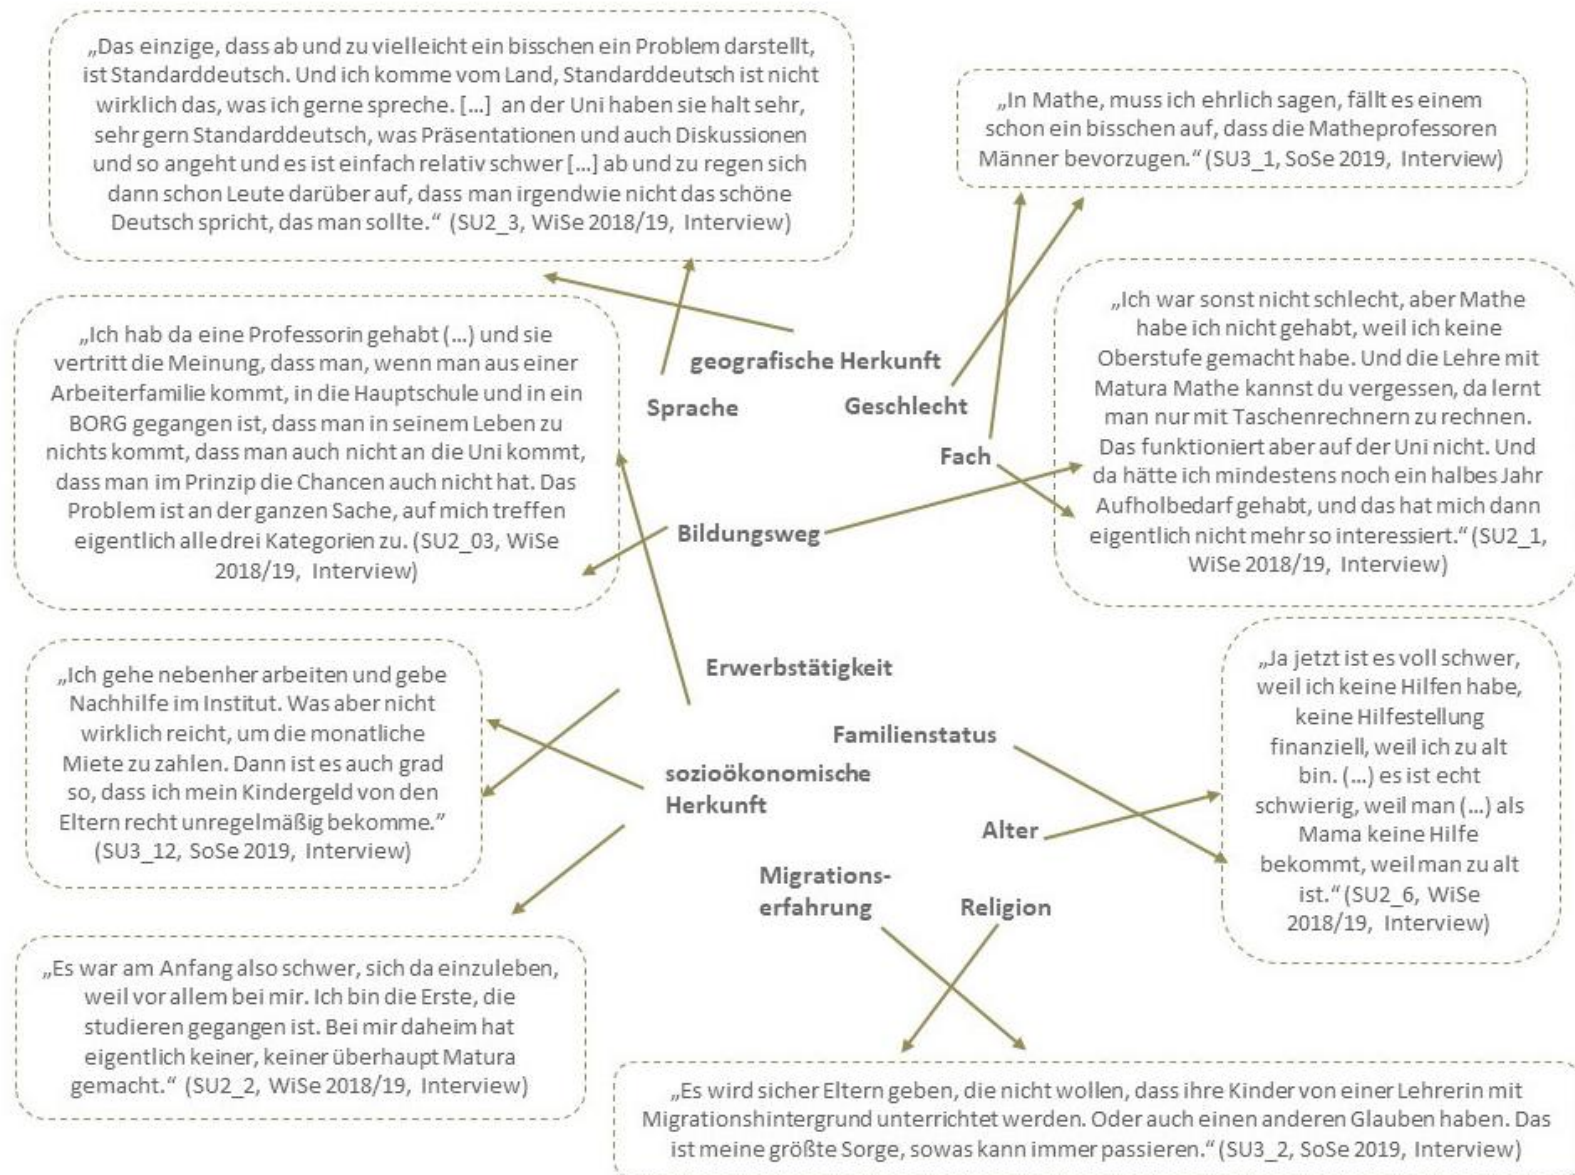 „Das einzige, dass ab und zu vielleicht ein bisschen ein Problem darstellt,
ist Standarddeutsch. Und ich komme vom Land, Standarddeutsch ist nicht
wirklich das, was ich gerne spreche. [...] an der Uni haben sie halt sehr,
sehr gern Standarddeutsch, was Präsentationen und auch Diskussionen
und so angeht und es ist einfach relativ schwer [...] ab und zu regen sich
dann schon Leute darüber auf, dass man irgendwie nicht das schöne
Deutsch spricht, das man sollte.“ (SU2_3, WiSe 2018/19, Interview)
„In Mathe, muss ich ehrlich sagen, fällt es einem
schon ein bisschen auf, dass die Matheprofessoren
Männer bevorzugen.“ (SU3_1, SoSe 2019, Interview)
„Ich hab da eine Professorin gehabt (...) und sie
vertritt die Meinung, dass man, wenn man aus einer
Arbeiterfamilie kommt, in die Hauptschule und in ein
BORG gegangen ist, dass man in seinem Leben zu
nichts kommt, dass man auch nicht an die Uni kommt,
dass man im Prinzip die Chancen auch nicht hat. Das
Problem ist an der ganzen Sache, auf mich treffen
eigentlich alle drei Kategorien zu. (SU2_03, WiSe
2018/19, Interview)
geografische Herkunft
Sprache
Geschlecht
Fach
Bildungsweg
„Ich war sonst nicht schlecht, aber Mathe
habe ich nicht gehabt, weil ich keine
Oberstufe gemacht habe. Und die Lehre mit
Matura Mathe kannst du vergessen, da lernt
man nur mit Taschenrechnern zu rechnen.
Das funktioniert aber auf der Uni nicht. Und
da hätte ich mindestens noch ein halbes Jahr
Aufholbedarf gehabt, und das hat mich dann
eigentlich nicht mehr so interessiert.“ (SU2_1,
WiSe 2018/19, Interview)
„Ich gehe nebenher arbeiten und gebe
Nachhilfe im Institut. Was aber nicht
wirklich reicht, um die monatliche
Miete zu zahlen. Dann ist es auch grad
so, dass ich mein Kindergeld von den
Eltern recht unregelmäßig bekomme.”
(SU3_12, SoSe 2019, Interview)
Erwerbstätigkeit
Familienstatus
sozioökonomische
Herkunft
Alter
Migrations-
erfahrung
Religion
„Ja jetzt ist es voll schwer,
weil ich keine Hilfen habe,
keine Hilfestellung
finanziell, weil ich zu alt
bin. (...) es ist echt
schwierig, weil man (...) als
Mama keine Hilfe
bekommt, weil man zu alt
ist.“ (SU2_6, WiSe
2018/19, Interview)
„Es war am Anfang also schwer, sich da einzuleben,
weil vor allem bei mir. Ich bin die Erste, die
studieren gegangen ist. Bei mir daheim hat
eigentlich keiner, keiner überhaupt Matura
gemacht.“ (SU2_2, WiSe 2018/19, Interview)
„Es wird sicher Eltern geben, die nicht wollen, dass ihre Kinder von einer Lehrerin mit
Migrationshintergrund unterrichtet werden. Oder auch einen anderen Glauben haben. Das
ist meine größte Sorge, sowas kann immer passieren.“ (SU3_2, SoSe 2019, Interview)